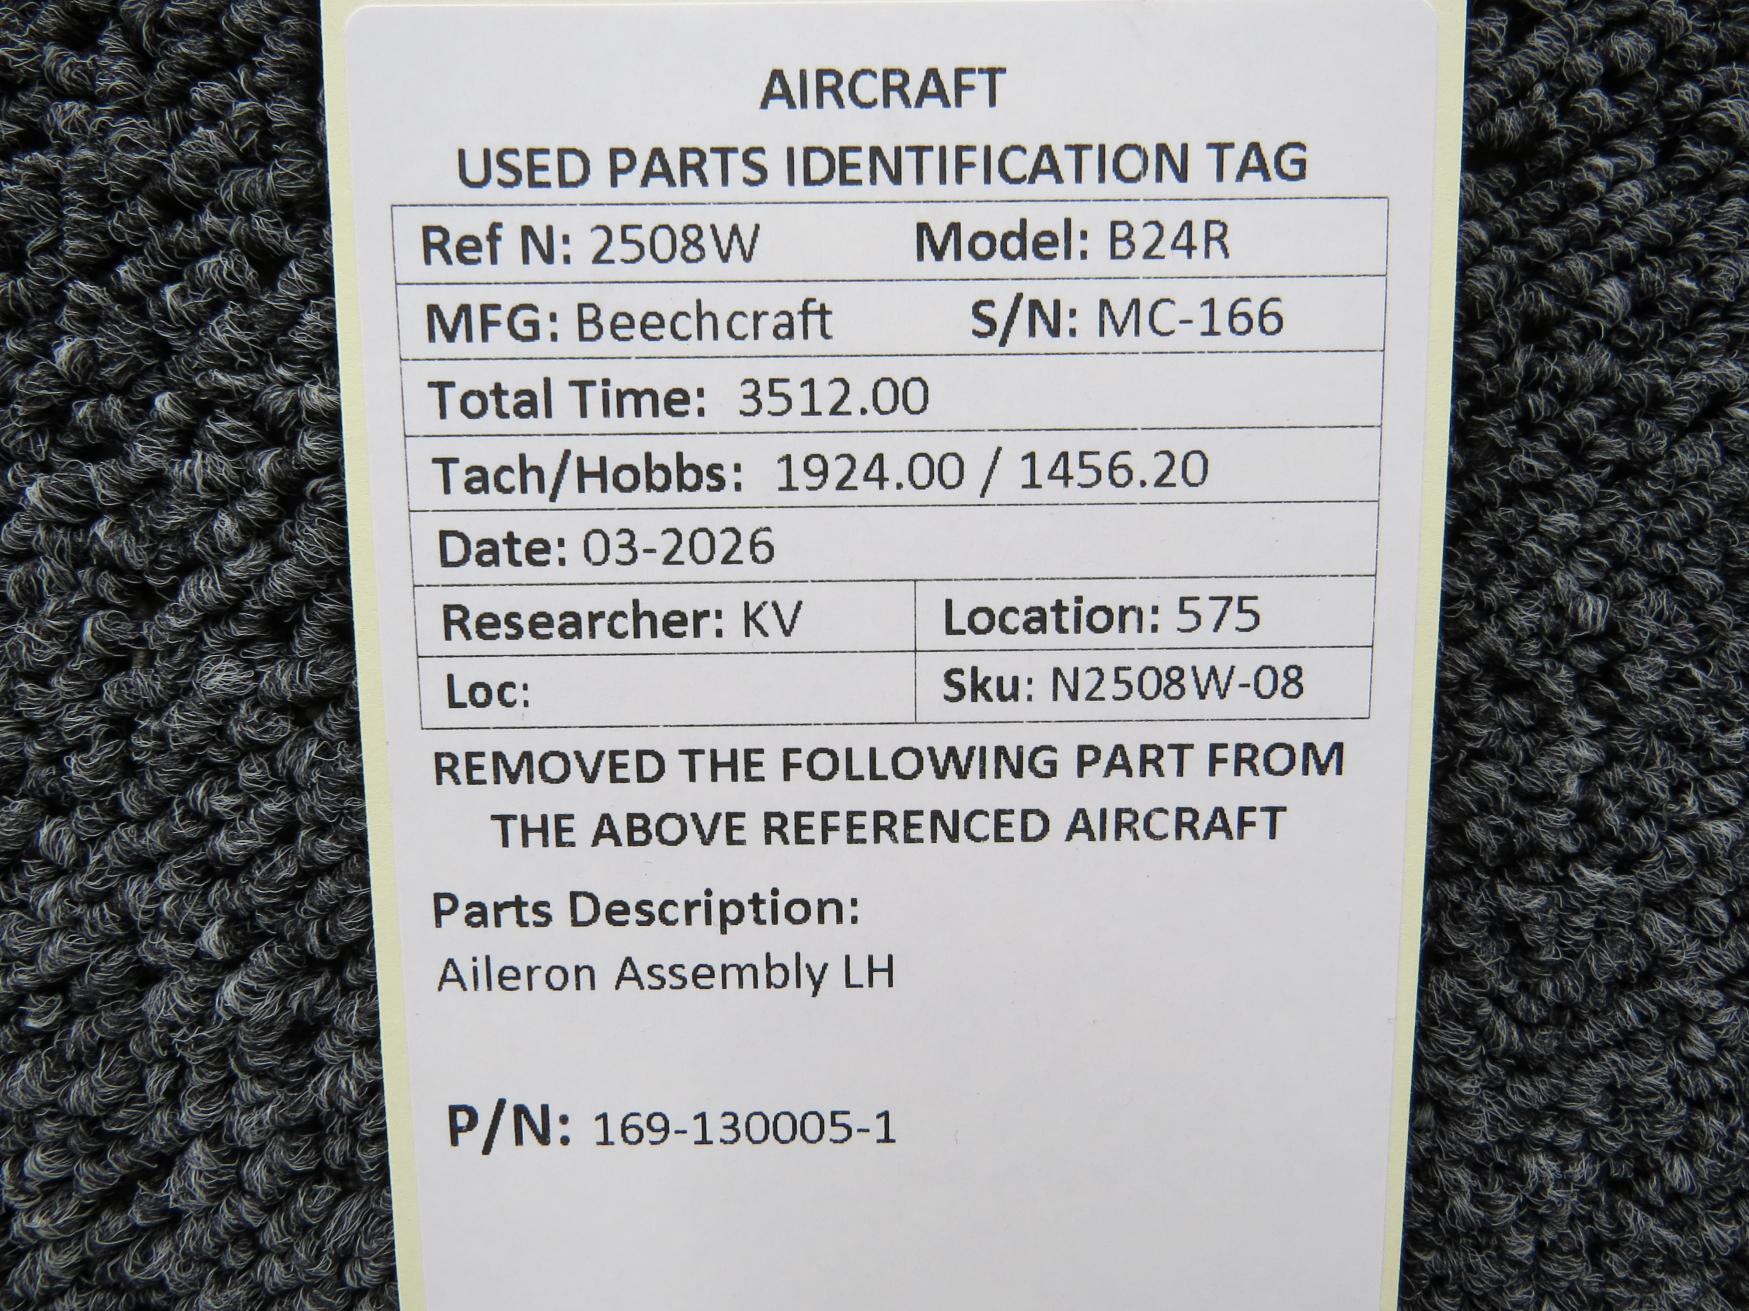 AIRCRAFT
USED PARTS IDENTIFICATION TAG
Ref N: 2508W Model: B24R
MFG: Beechcraft S/N: MC-166
Total Time: 3512.00
Tach/Hobbs: 1924.00 / 1456.20
Date: 03-2026
Researcher: KV Location: 575
Loc: Sku: N2508W-08
REMOVED THE FOLLOWING PART FROM
THE ABOVE REFERENCED AIRCRAFT
Parts Description:
Aileron Assembly LH
P/N: 169-130005-1